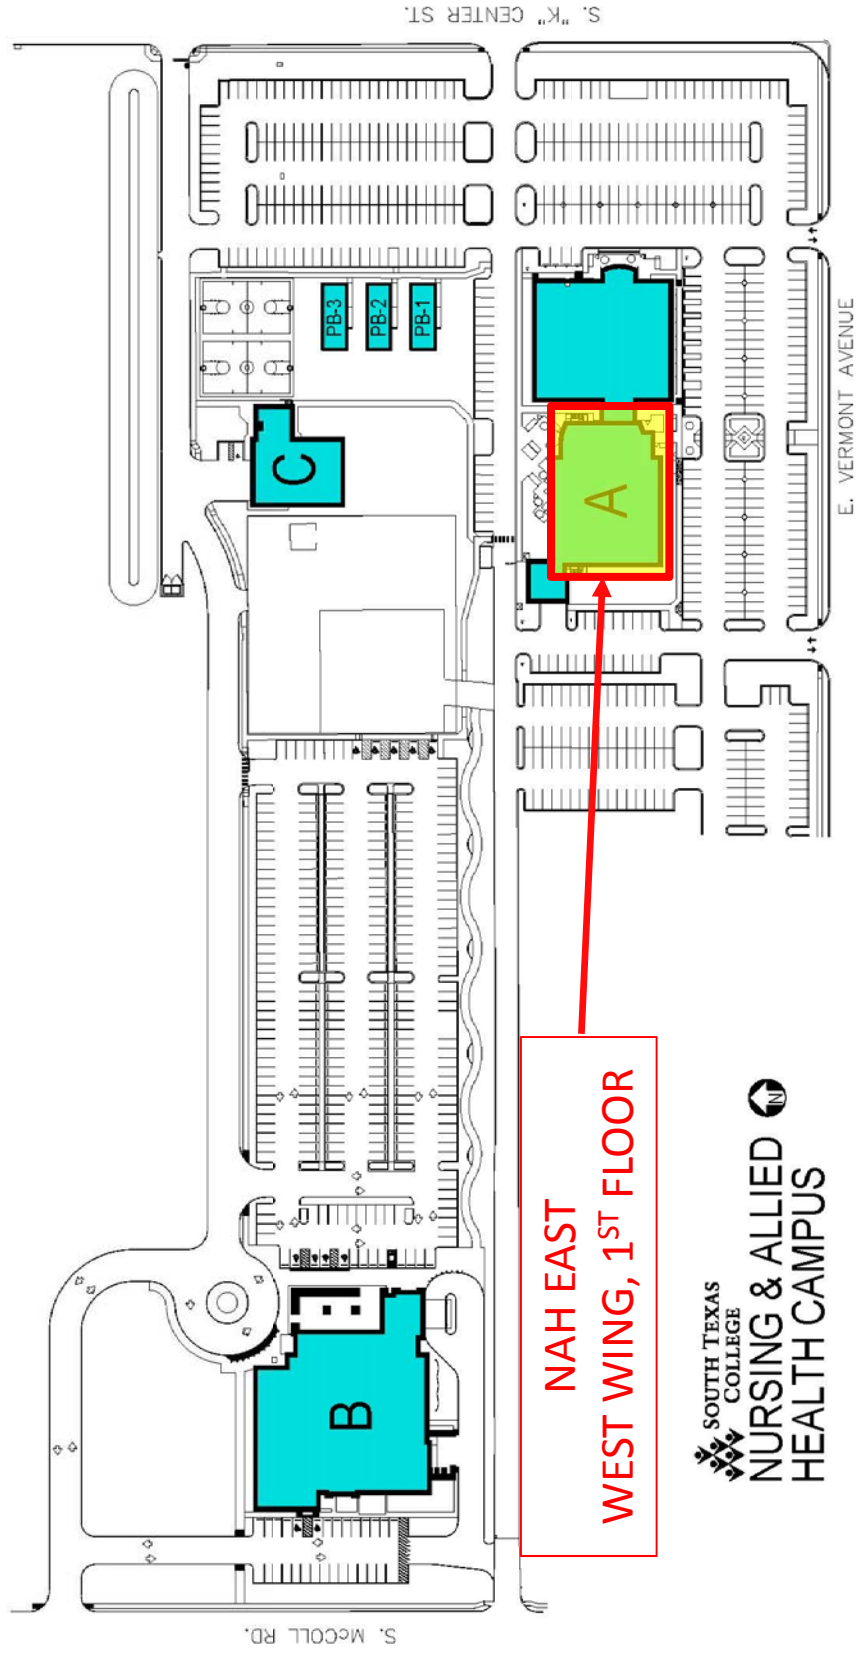 S. "K" CENTER ST.
PB-3
PB-2
PB-1
C
A
E. VERMONT AVENUE
B
S. McCOLL RD.
NAH EAST
WEST WING, 1ST FLOOR
SOUTH TEXAS
COLLEGE
NURSING & ALLIED
HEALTH CAMPUS
N